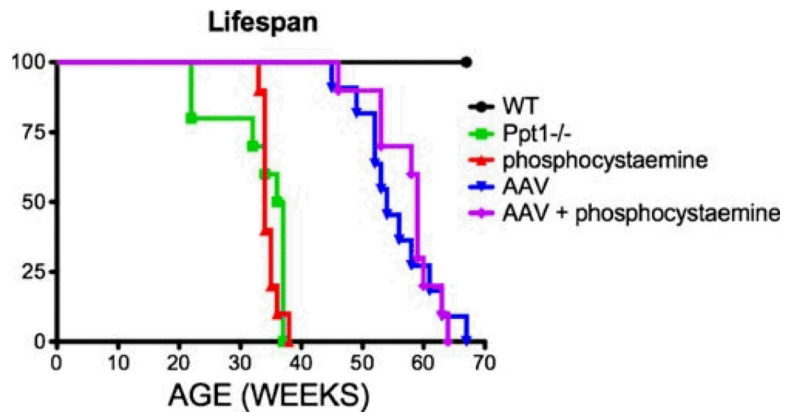 Lifespan
100
75
50
25
0
0 10 20 30 40 50 60 70
AGE (WEEKS)
WT
Ppt1-/-
phosphocystaemine
AAV
AAV + phosphocystaemine